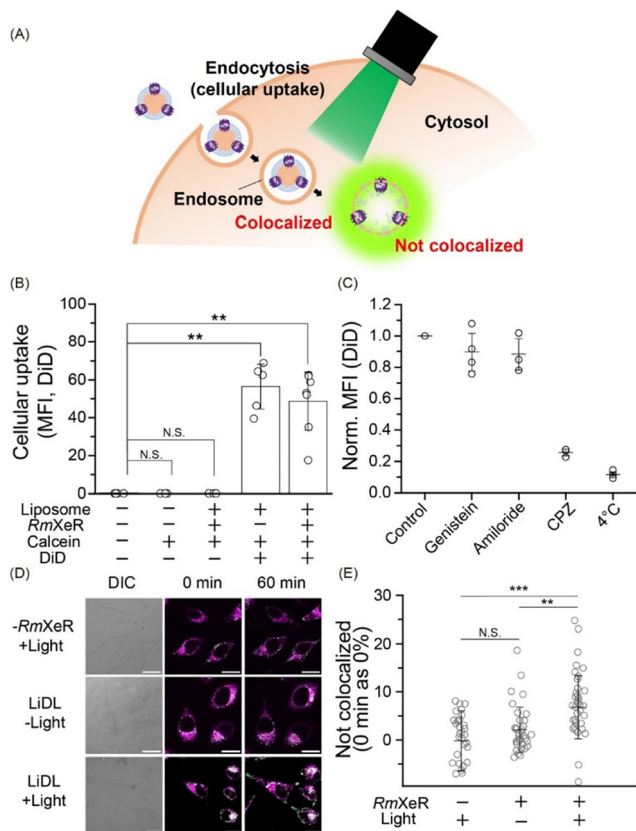 (A)
Endocytosis
(cellular uptake)
Cytosol
Endosome
Colocalized
Not colocalized
(B)
Cellular uptake
(MFI, DiD)
100
80
60
40
20
0
**
**
N.S.
N.S.
Liposome − − + + +
RmXeR − − + − +
Calcein − + + + +
DiD − − − + +
(C)
Norm. MFI (DiD)
1.2
1.0
0.8
0.6
0.4
0.2
0.0
Control
Genistein
Amiloride
CPZ
4°C
(D)
DIC 0 min 60 min
-RmXeR
+Light
LiDL
-Light
LiDL
+Light
(E)
Not colocalized
(0 min as 0%)
30
20
10
0
***
**
N.S.
RmXeR − + +
Light + − +